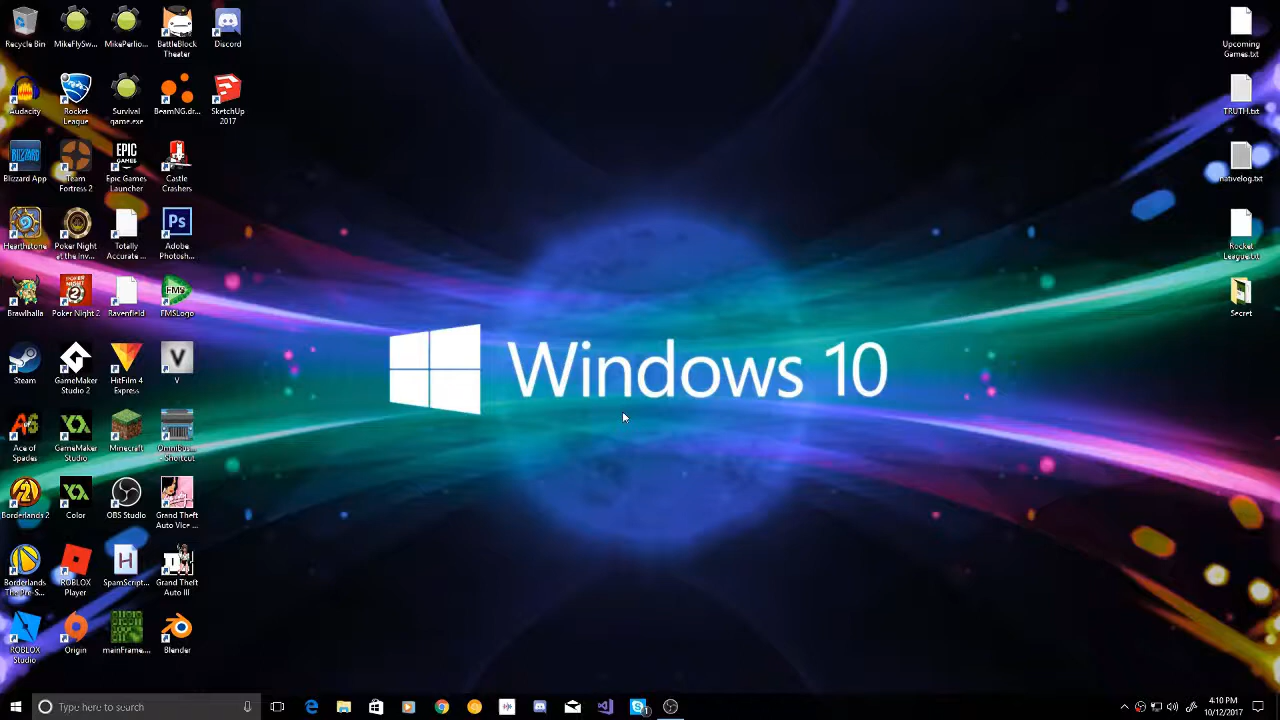 Recycle Bin
MikeFlySw...
MikePerlio...
BattleBlock
Theater
Discord
Audacity
Rocket
League
Survival
game.exe
BeamNG.dr...
SketchUp
2017
Blizzard App
Team
Fortress 2
Epic Games
Launcher
Castle
Crashers
Hearthstone
Poker Night
at the Inv...
Totally
Accurate ...
Adobe
Photosh...
Brawlhalla
Poker Night 2
Ravenfield
FMSLogo
Steam
GameMaker
Studio 2
HitFilm 4
Express
V
Ace of
Spades
GameMaker
Studio
Minecraft
OmniBus...
- Shortcut
Borderlands 2
Color
OBS Studio
Grand Theft
Auto Vice ...
Borderlands
The Pre-S...
ROBLOX
Player
SpamScript...
Grand Theft
Auto III
ROBLOX
Studio
Origin
mainFrame....
Blender
Windows 10
Upcoming
Games.txt
TRUTH.txt
nativelog.txt
Rocket
League.txt
Secret
Type here to search
4:10 PM
10/12/2017